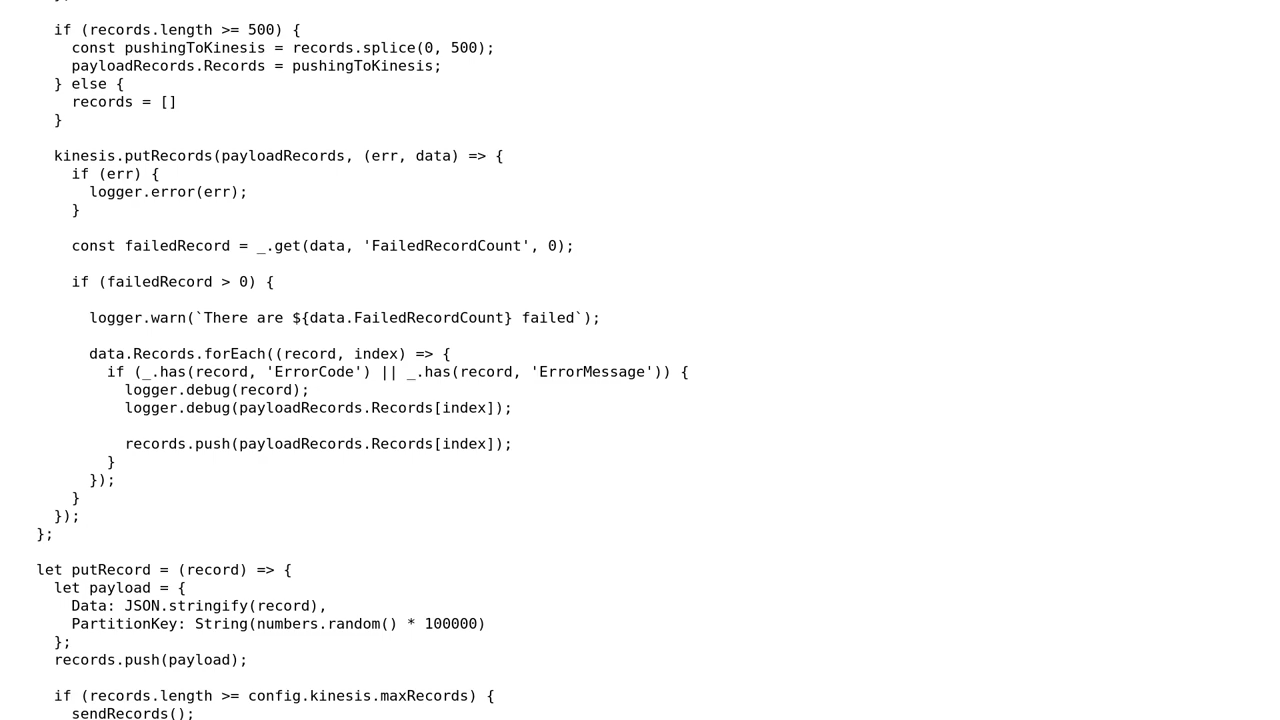 };
if (records.length >= 500) {
const pushingToKinesis = records.splice(0, 500);
payloadRecords.Records = pushingToKinesis;
} else {
records = []
}
kinesis.putRecords(payloadRecords, (err, data) => {
if (err) {
logger.error(err);
}
const failedRecord = _.get(data, 'FailedRecordCount', 0);
if (failedRecord > 0) {
logger.warn(`There are ${data.FailedRecordCount} failed`);
data.Records.forEach((record, index) => {
if (_.has(record, 'ErrorCode') || _.has(record, 'ErrorMessage')) {
logger.debug(record);
logger.debug(payloadRecords.Records[index]);
records.push(payloadRecords.Records[index]);
}
});
}
});
};
let putRecord = (record) => {
let payload = {
Data: JSON.stringify(record),
PartitionKey: String(numbers.random() * 100000)
};
records.push(payload);
if (records.length >= config.kinesis.maxRecords) {
sendRecords();